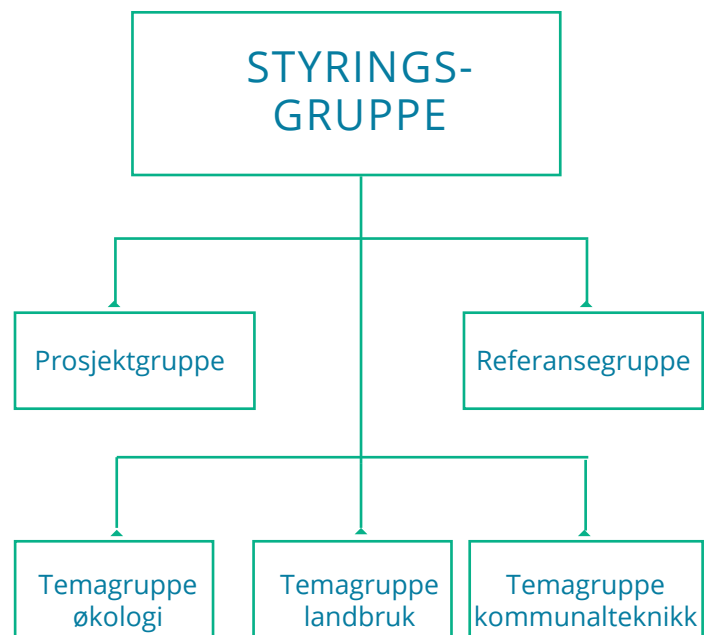 STYRINGS-
GRUPPE
Prosjektgruppe
Referansegruppe
Temagruppe
økologi
Temagruppe
landbruk
Temagruppe
kommunalteknikk